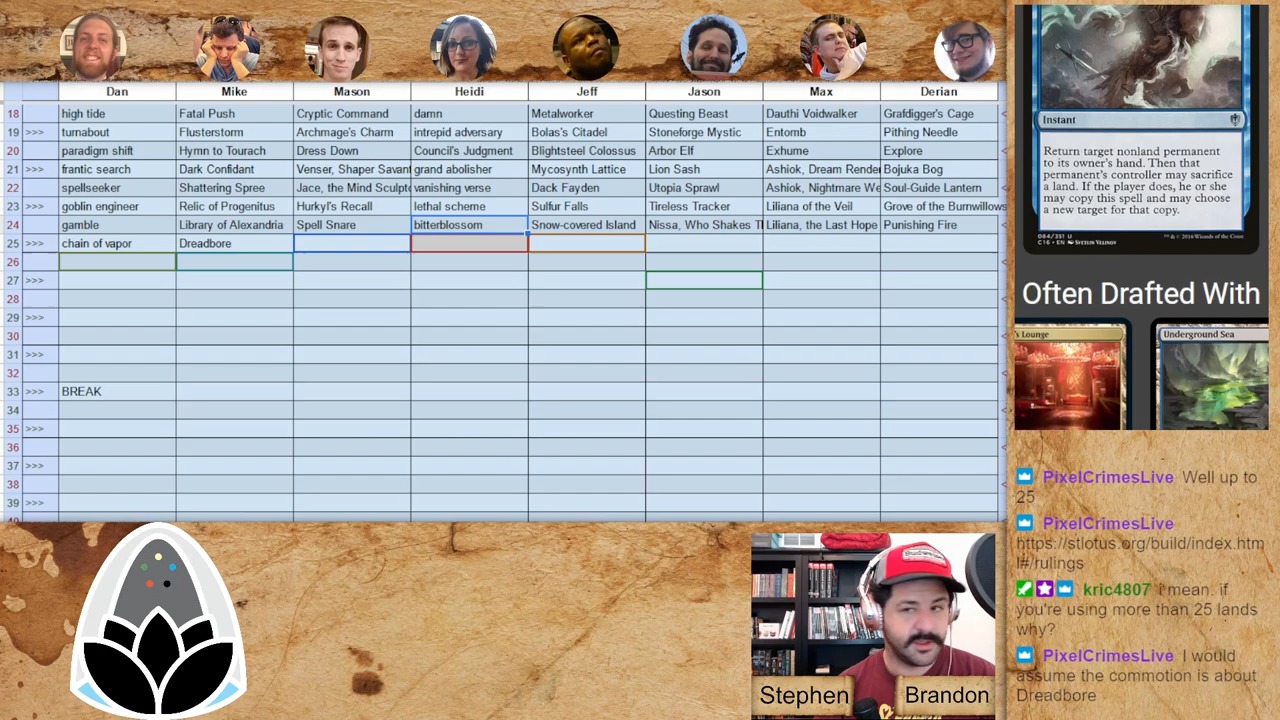 Dan Mike Mason Heidi Jeff Jason Max Derian
18 high tide Fatal Push Cryptic Command damn Metalworker Questing Beast Dauthi Voidwalker Grafdigger's Cage
19 >>> turnabout Flusterstorm Archmage's Charm intrepid adversary Bolas's Citadel Stoneforge Mystic Entomb Pithing Needle
20 paradigm shift Hymn to Tourach Dress Down Council's Judgment Blightsteel Colossus Arbor Elf Exhume Explore
21 >>> frantic search Dark Confidant Venser, Shaper Savant grand abolisher Mycosynth Lattice Lion Sash Ashiok, Dream Render Bojuka Bog
22 spellseeker Shattering Spree Jace, the Mind Sculpto vanishing verse Dack Fayden Utopia Sprawl Ashiok, Nightmare We Soul-Guide Lantern
23 >>> goblin engineer Relic of Progenitus Hurkyl's Recall lethal scheme Sulfur Falls Tireless Tracker Liliana of the Veil Grove of the Burnwillows
24 gamble Library of Alexandria Spell Snare bitterblossom Snow-covered Island Nissa, Who Shakes Th Liliana, the Last Hope Punishing Fire
25 >>> chain of vapor Dreadbore
26
27 >>>
28
29 >>>
30
31 >>>
32
33 >>> BREAK
34
35 >>>
36
37 >>>
38
39 >>>
Instant
Return target nonland permanent
to its owner's hand. Then that
permanent's controller may sacrifice
a land. If the player does, he or she
may copy this spell and may choose
a new target for that copy.
084/351 U
C16 • EN Svetlin Velinov
Often Drafted With
's Lounge
Underground Sea
PixelCrimesLive Well up to
25
PixelCrimesLive
https://stlotus.org/build/index.htm
l#/rulings
kric4807 I mean. if
you're using more than 25 lands
why?
PixelCrimesLive I would
assume the commotion is about
Dreadbore
Stephen Brandon